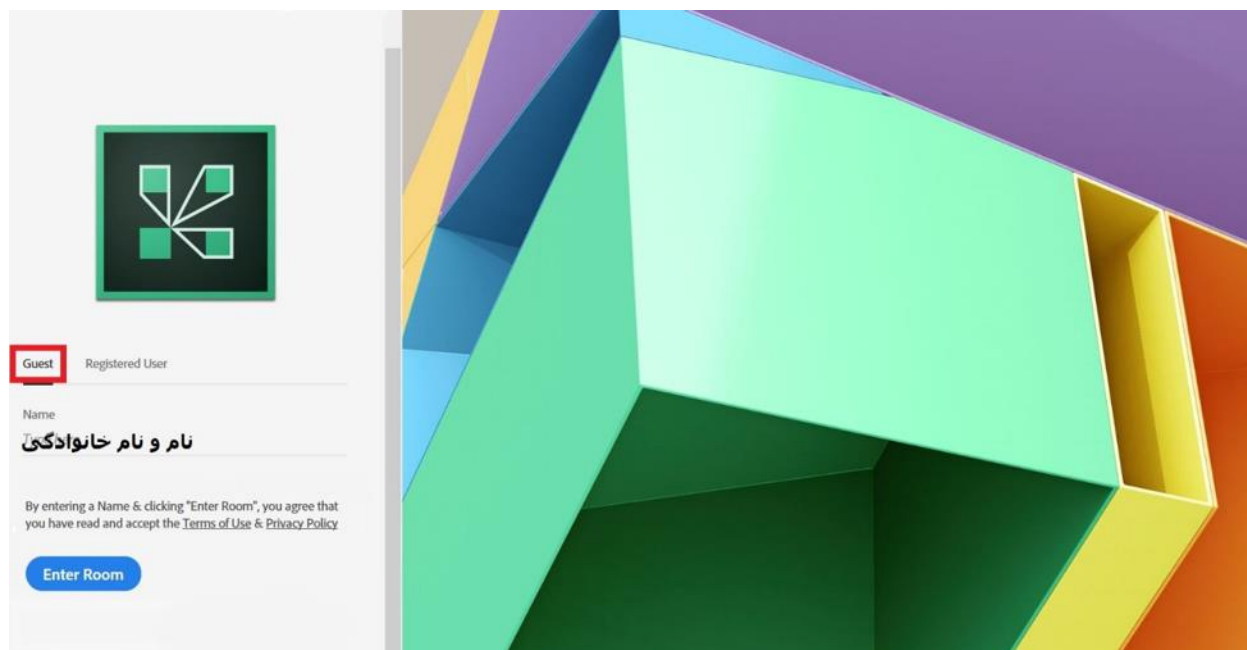 Guest Registered User
Name
نام و نام خانوادگی
By entering a Name & clicking "Enter Room", you agree that
you have read and accept the Terms of Use & Privacy Policy
Enter Room